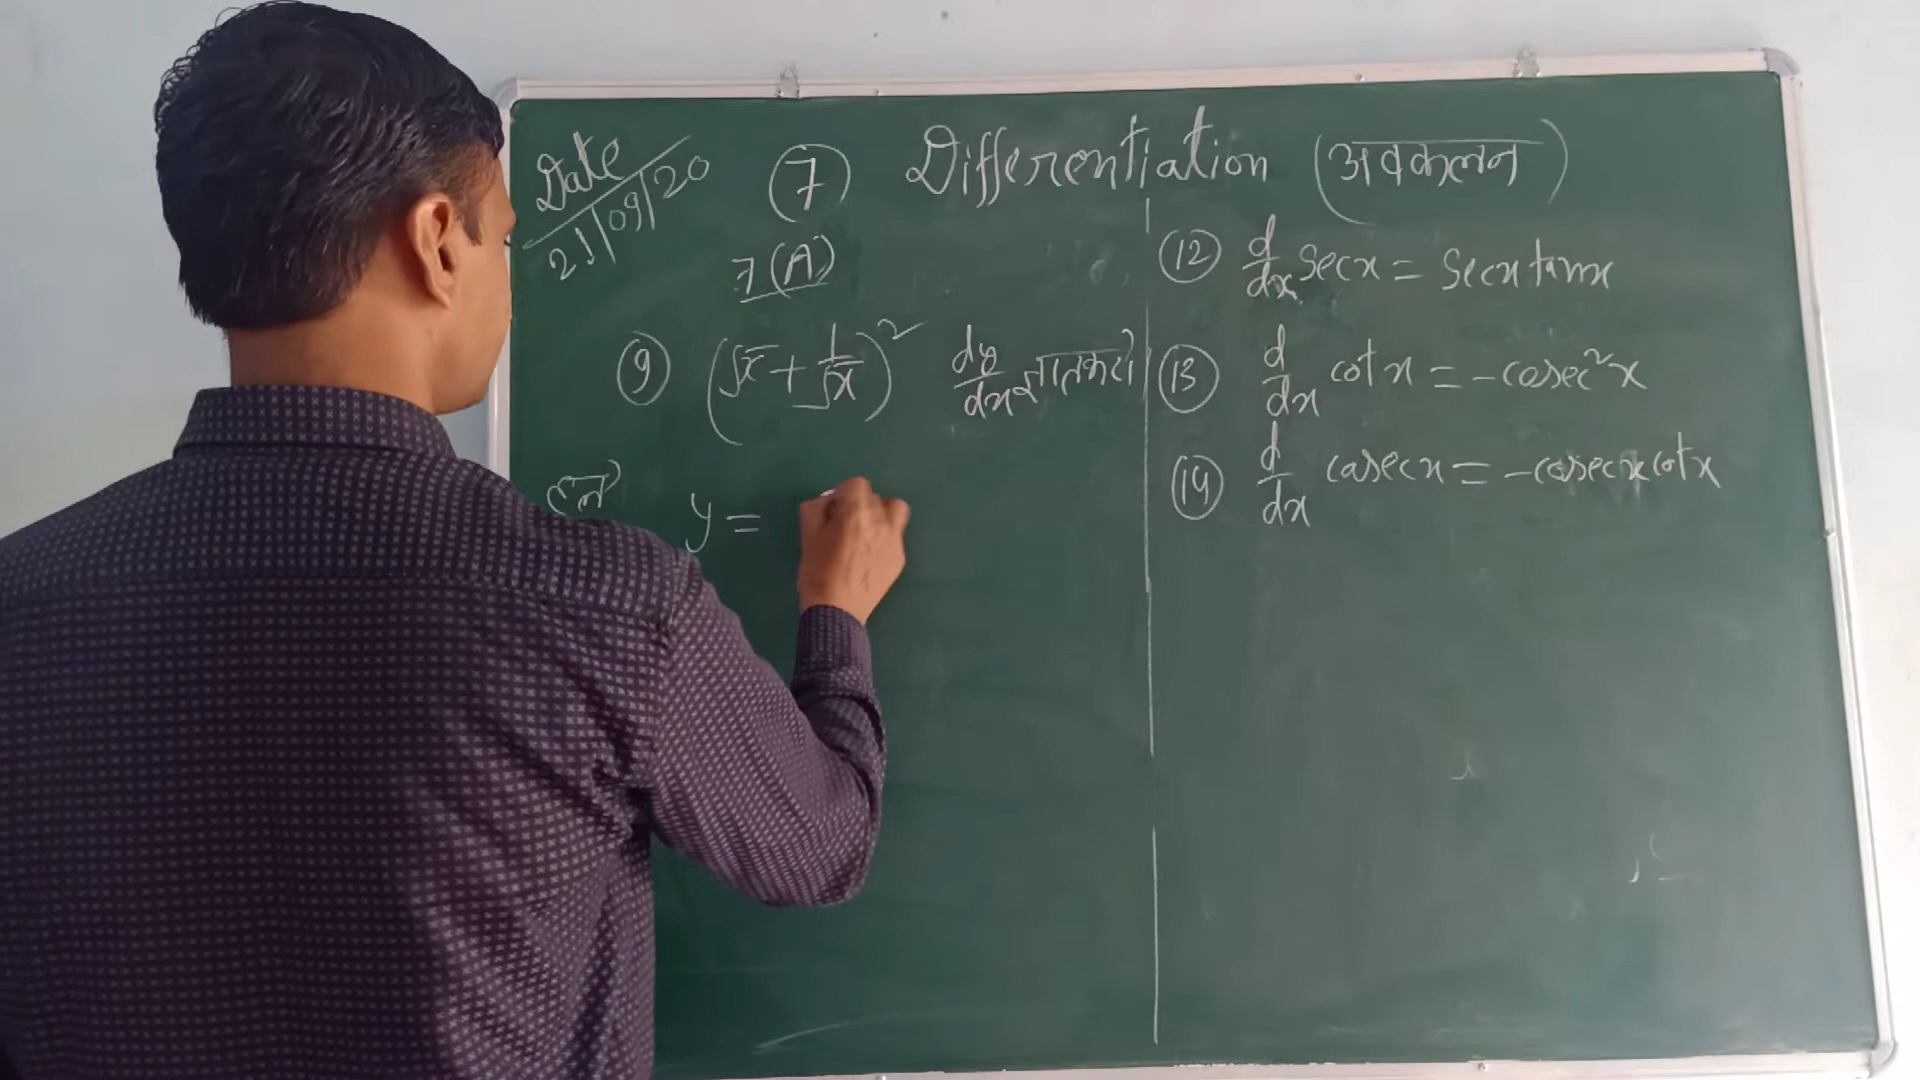 Date
21/09/20
⑦ Differentiation (अवकलन)
7(A)
⑨ (√x + 1/√x)² dy/dx ज्ञात करो
हल
y =
⑫ d/dx secx = secx tanx
⑬ d/dx cotx = -cosec²x
⑭ d/dx cosecx = -cosecx cotx